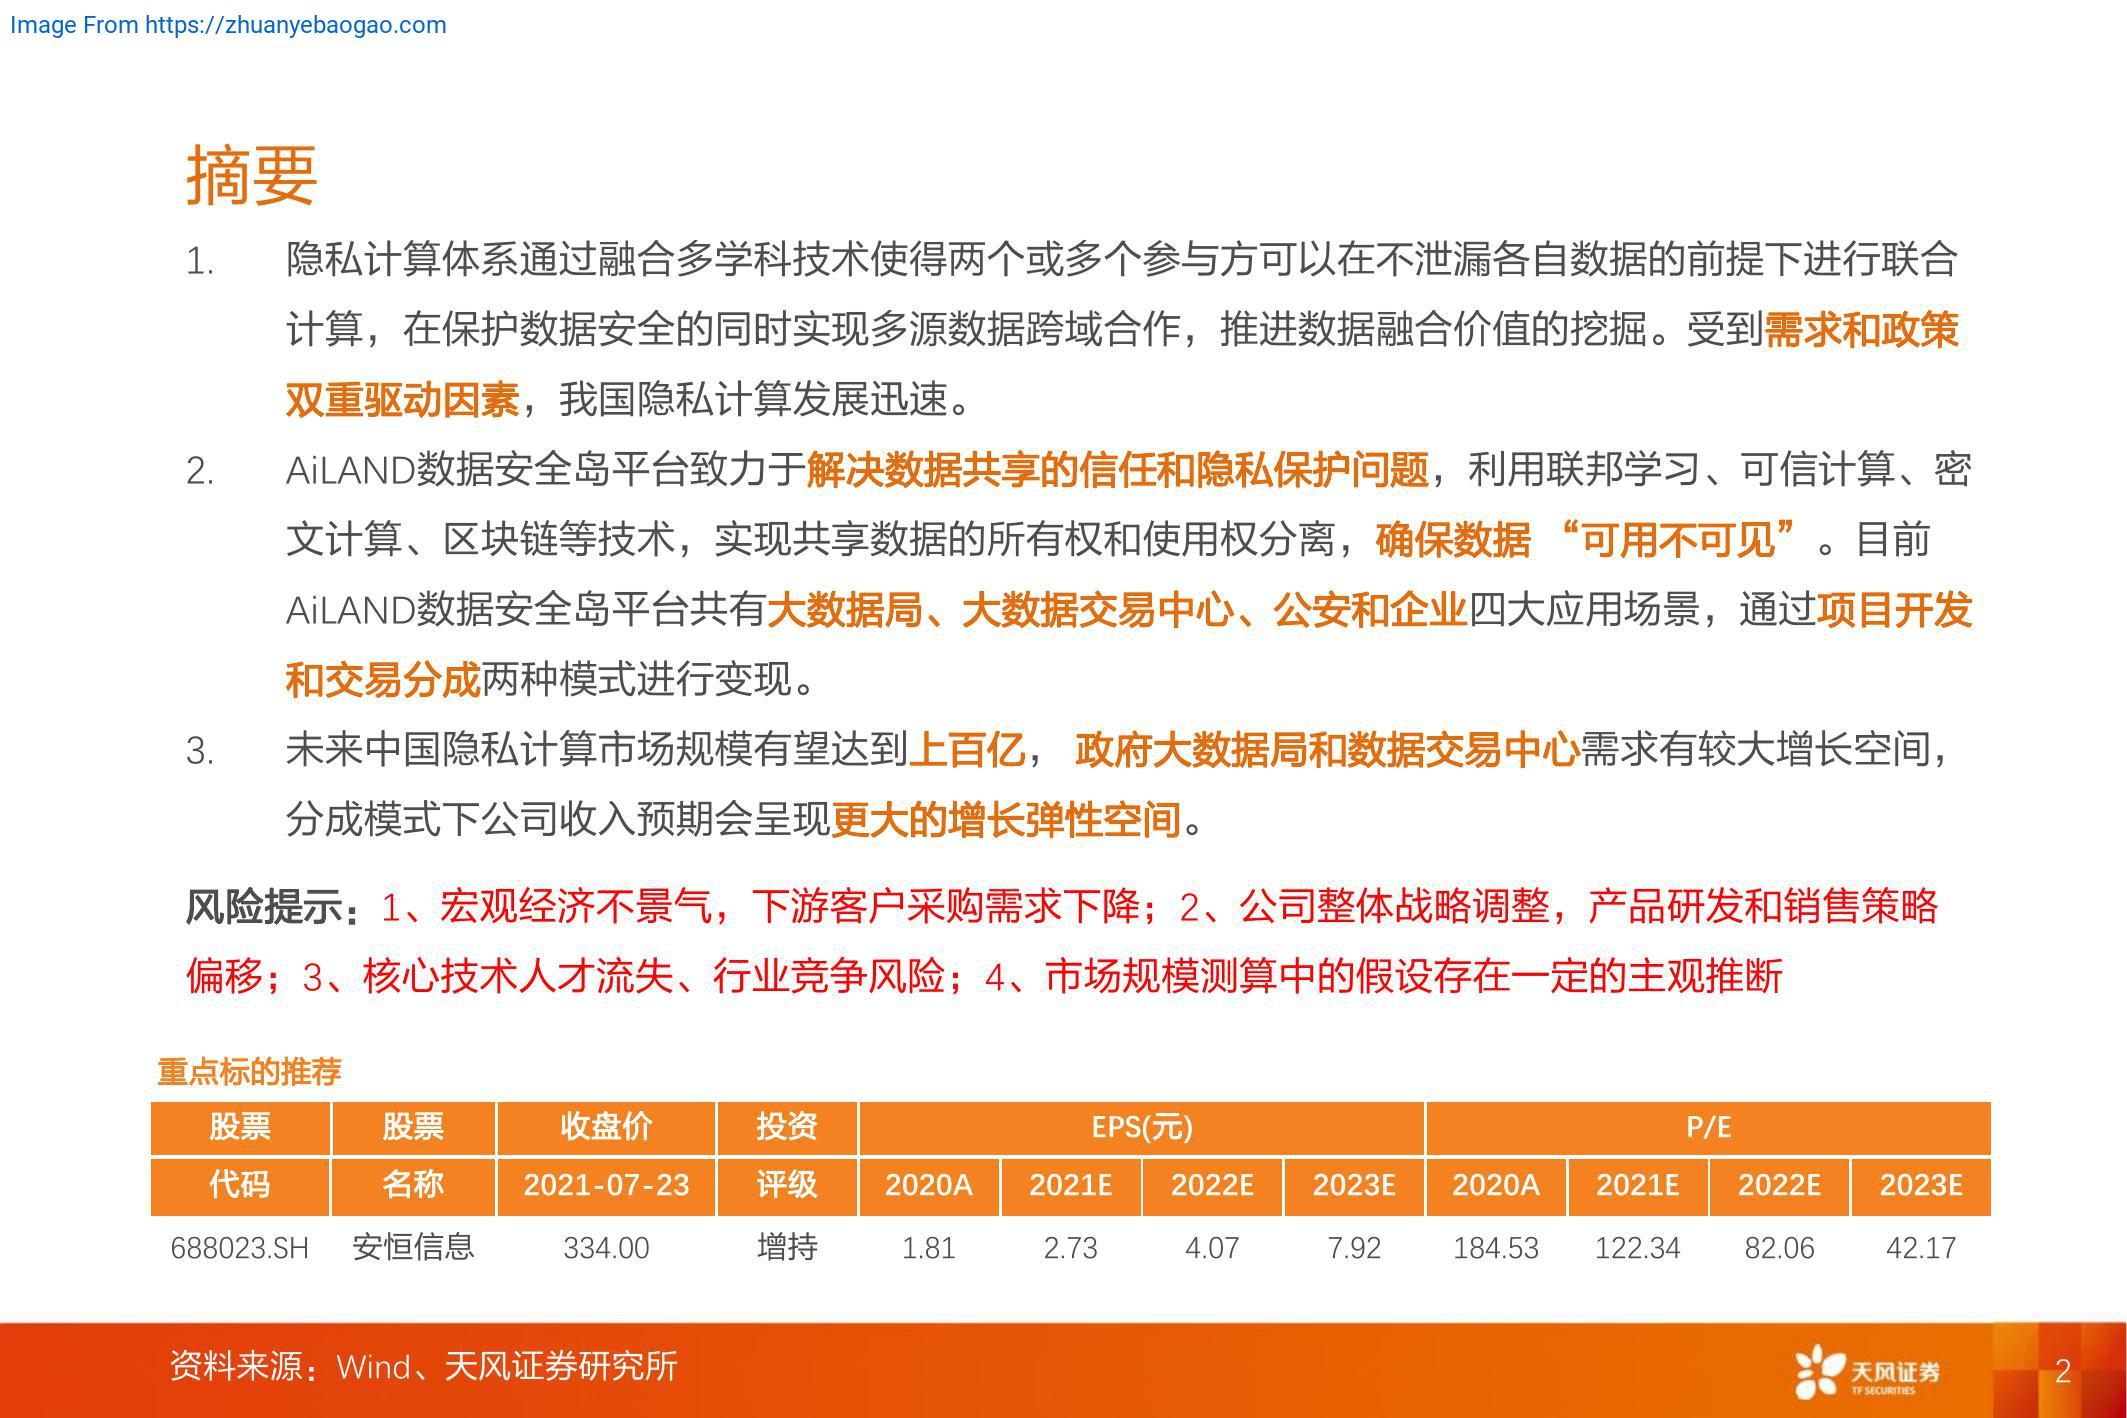 Image From https://zhuanyebaogao.com
摘要
1. 隐私计算体系通过融合多学科技术使得两个或多个参与方可以在不泄漏各自数据的前提下进行联合
计算，在保护数据安全的同时实现多源数据跨域合作，推进数据融合价值的挖掘。受到需求和政策
双重驱动因素，我国隐私计算发展迅速。
2. AiLAND数据安全岛平台致力于解决数据共享的信任和隐私保护问题，利用联邦学习、可信计算、密
文计算、区块链等技术，实现共享数据的所有权和使用权分离，确保数据 “可用不可见” 。目前
AiLAND数据安全岛平台共有大数据局、大数据交易中心、公安和企业四大应用场景，通过项目开发
和交易分成两种模式进行变现。
3. 未来中国隐私计算市场规模有望达到上百亿， 政府大数据局和数据交易中心需求有较大增长空间，
分成模式下公司收入预期会呈现更大的增长弹性空间。
风险提示：1、宏观经济不景气，下游客户采购需求下降；2、公司整体战略调整，产品研发和销售策略
偏移；3、核心技术人才流失、行业竞争风险；4、市场规模测算中的假设存在一定的主观推断
重点标的推荐
股票 股票 收盘价 投资 EPS(元) P/E
代码 名称 2021-07-23 评级 2020A 2021E 2022E 2023E 2020A 2021E 2022E 2023E
688023.SH 安恒信息 334.00 增持 1.81 2.73 4.07 7.92 184.53 122.34 82.06 42.17
资料来源：Wind、天风证券研究所
天风证券
TF SECURITIES
2